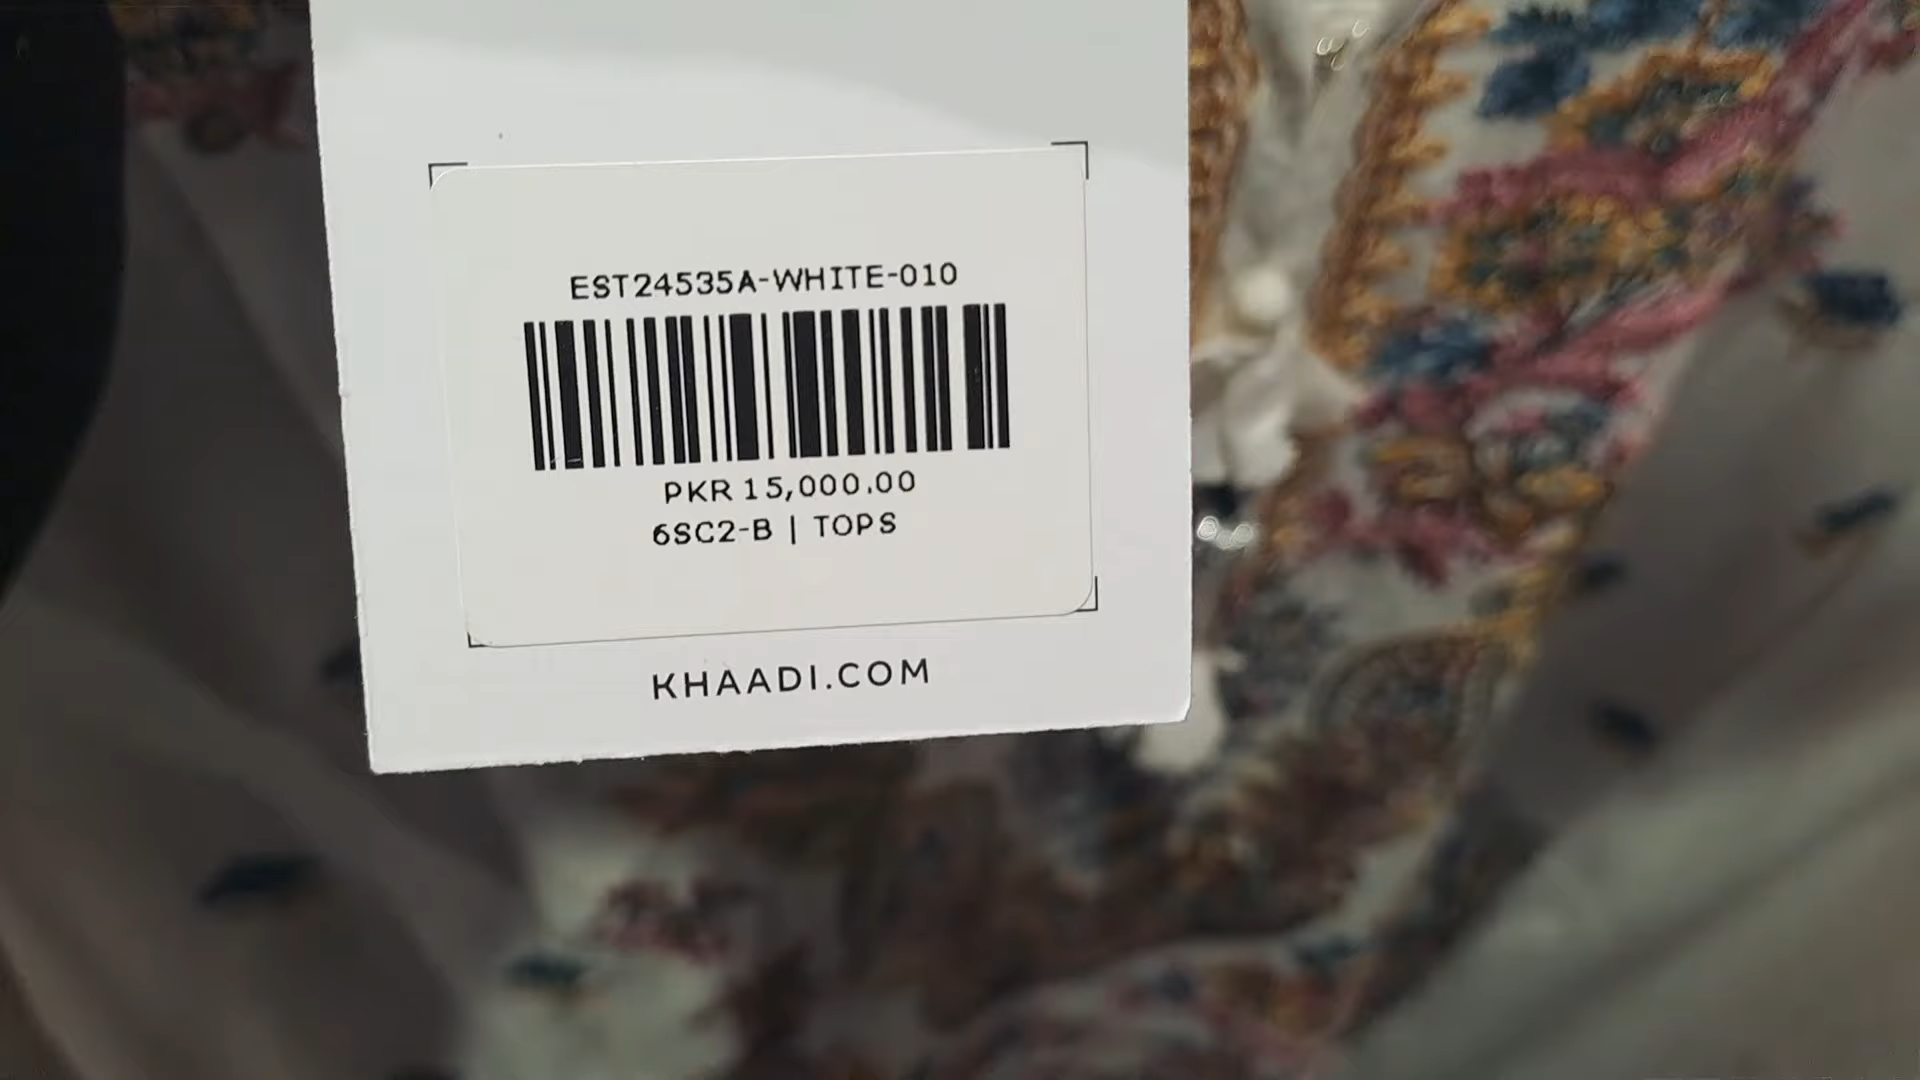 EST24535A-WHITE-010
PKR 15,000.00
6SC2-B | TOPS
KHAADI.COM